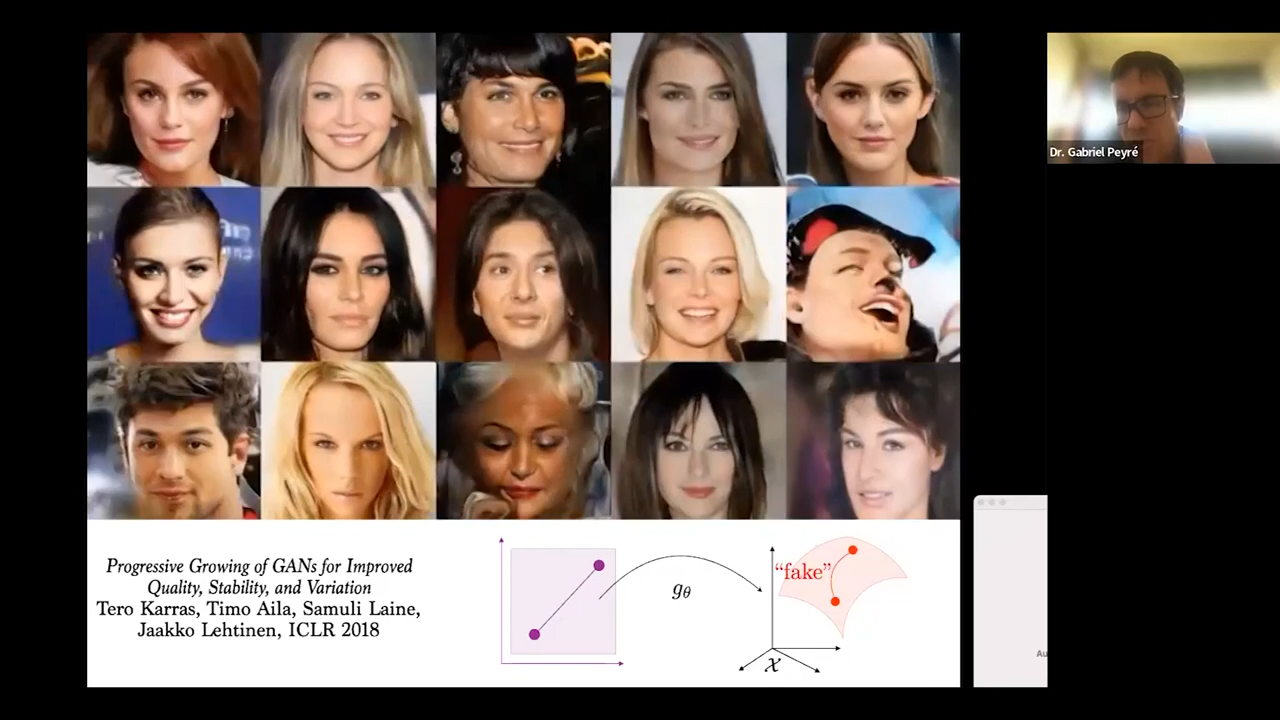 Dr. Gabriel Peyré
Progressive Growing of GANs for Improved
Quality, Stability, and Variation
Tero Karras, Timo Aila, Samuli Laine,
Jaakko Lehtinen, ICLR 2018
gθ
“fake”
𝒳
Au